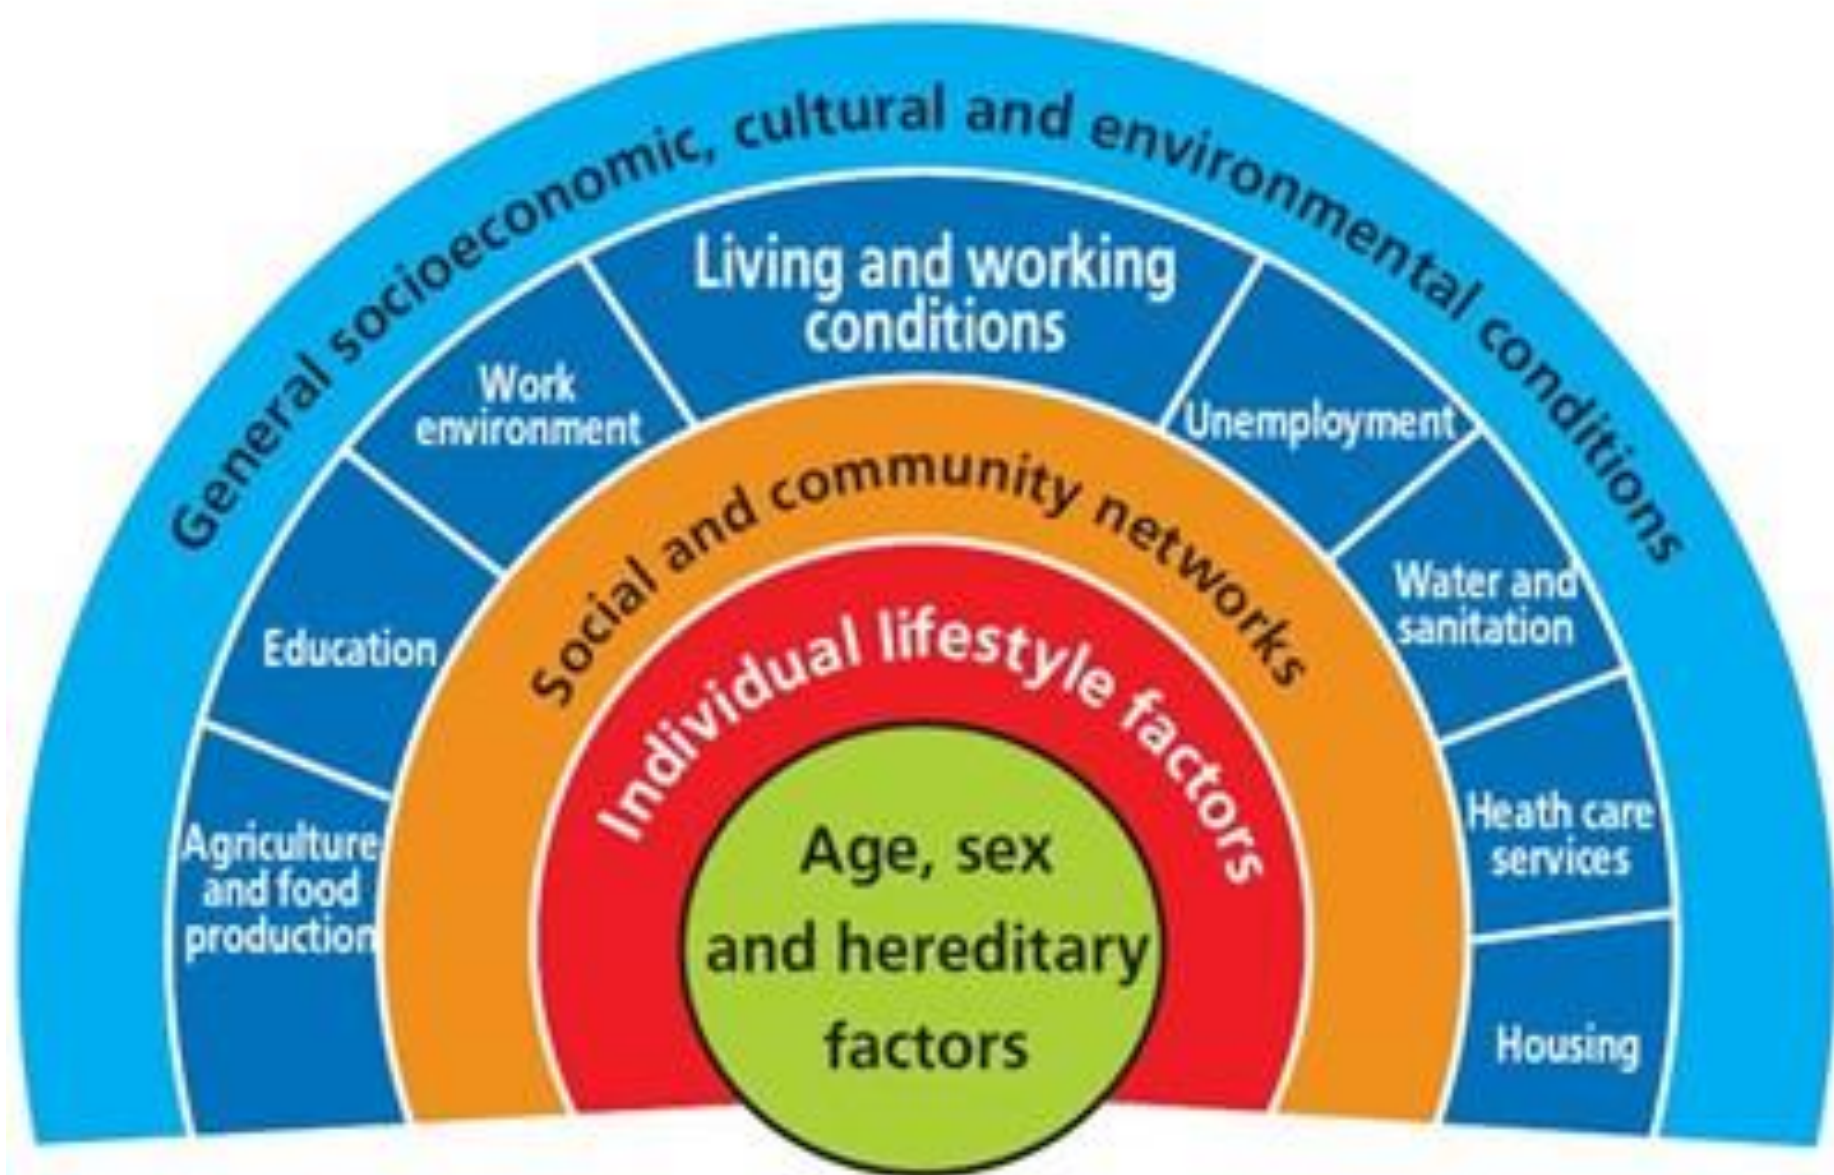 General socioeconomic, cultural and environmental conditions
Living and working
conditions
Work
environment
Unemployment
Education
Water and
sanitation
Agriculture
and food
production
Heath care
services
Housing
Social and community networks
Individual lifestyle factors
Age, sex
and hereditary
factors